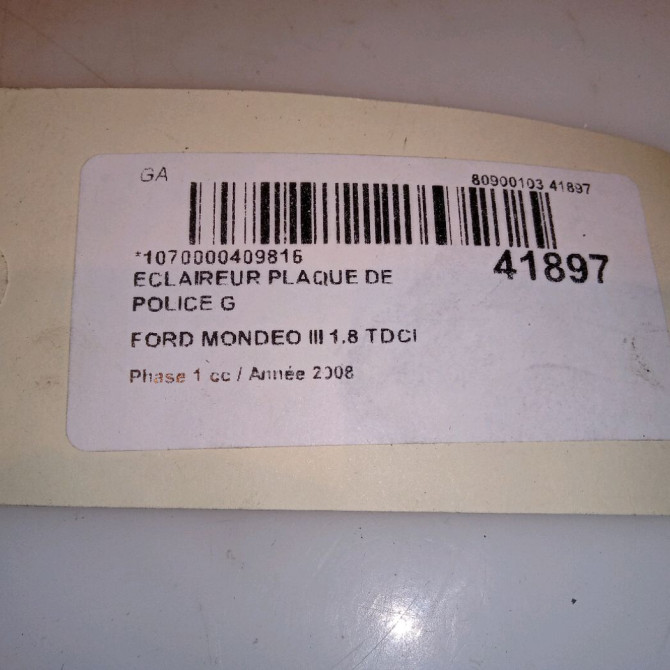 GA
80900103 41897
*1070000409816
41897
ECLAIREUR PLAQUE DE
POLICE G
FORD MONDEO III 1.8 TDCI
Phase 1 cc / Année 2008